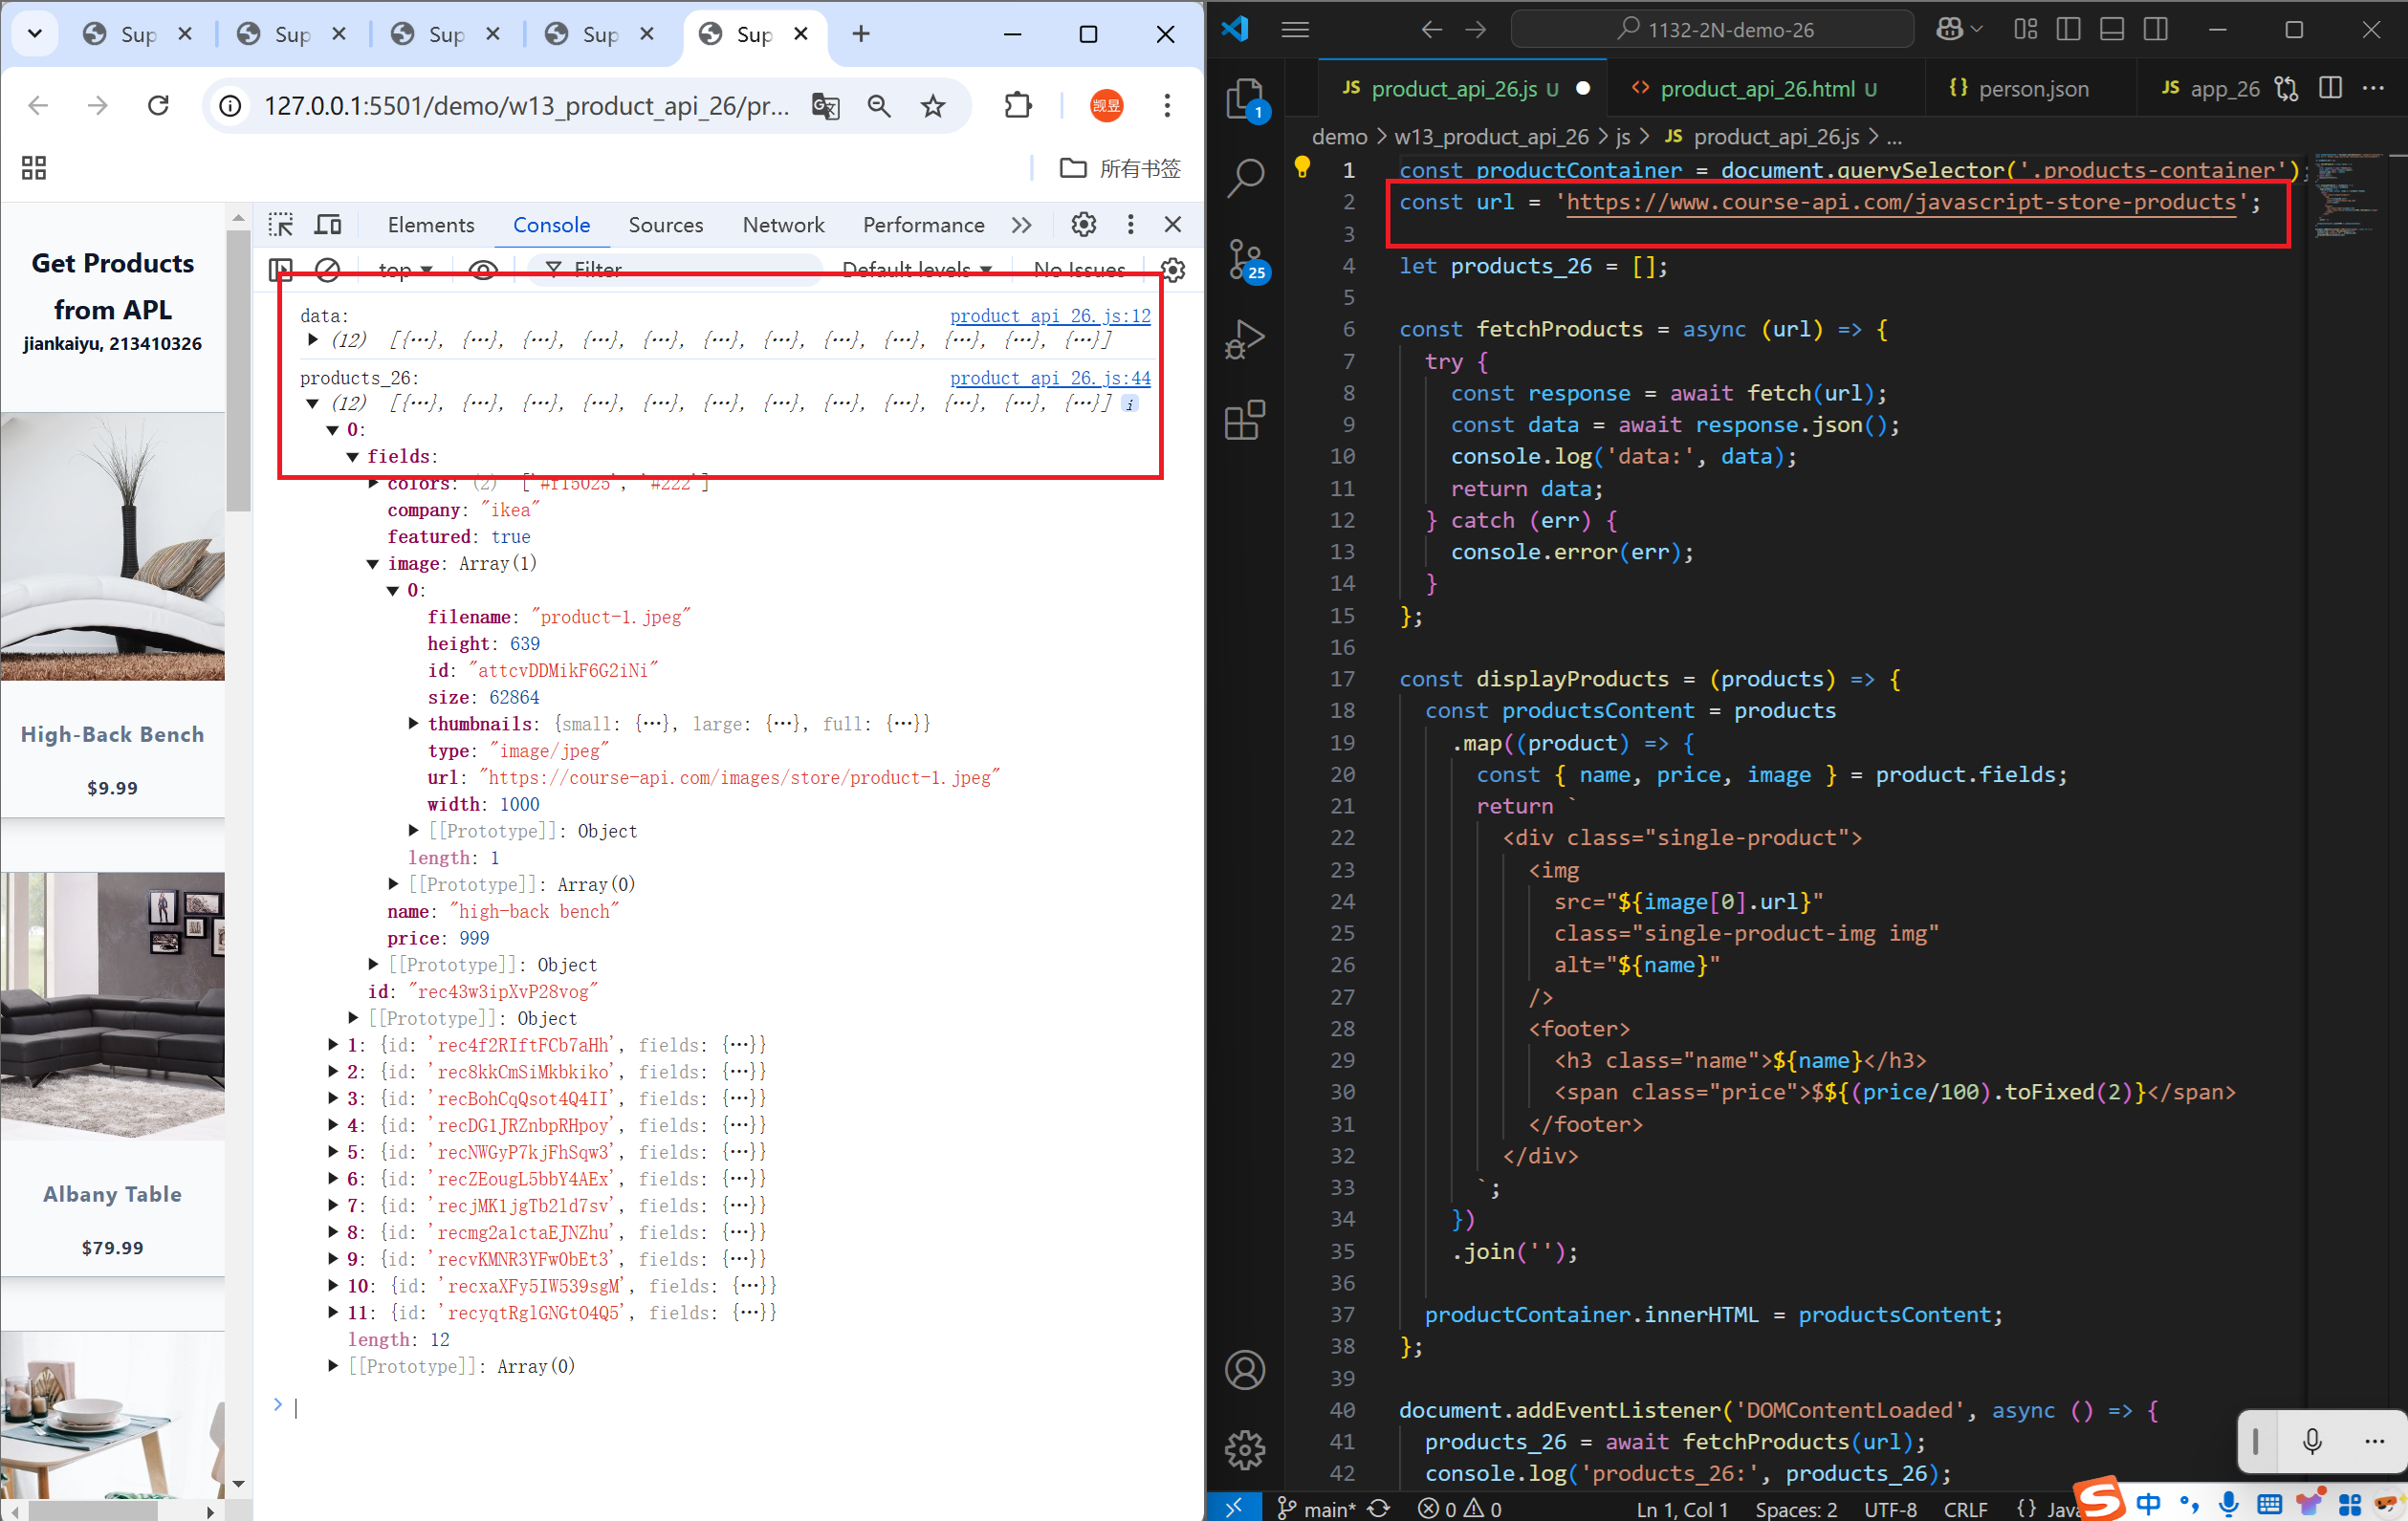 Sup
Sup
Sup
Sup
Sup
127.0.0.1:5501/demo/w13_product_api_26/pr...
觊昱
所有书签
Get Products
from APL
jiankaiyu, 213410326
High-Back Bench
$9.99
Albany Table
$79.99
Elements Console Sources Network Performance
top Filter Default levels No Issues
data: product_api_26.js:12
(12) [{…}, {…}, {…}, {…}, {…}, {…}, {…}, {…}, {…}, {…}, {…}, {…}]
products_26: product_api_26.js:44
(12) [{…}, {…}, {…}, {…}, {…}, {…}, {…}, {…}, {…}, {…}, {…}, {…}] i
0:
fields:
colors: (2) ['#f15025', '#222']
company: "ikea"
featured: true
image: Array(1)
0:
filename: "product-1.jpeg"
height: 639
id: "attcvDDMikF6G2iNi"
size: 62864
thumbnails: {small: {…}, large: {…}, full: {…}}
type: "image/jpeg"
url: "https://course-api.com/images/store/product-1.jpeg"
width: 1000
[[Prototype]]: Object
length: 1
[[Prototype]]: Array(0)
name: "high-back bench"
price: 999
[[Prototype]]: Object
id: "rec43w3ipXvP28vog"
[[Prototype]]: Object
1: {id: 'rec4f2RIftFCb7aHh', fields: {…}}
2: {id: 'rec8kkCmSiMkbkiko', fields: {…}}
3: {id: 'recBohCqQsot4Q4II', fields: {…}}
4: {id: 'recDG1JRZnbpRHpoy', fields: {…}}
5: {id: 'recNWGyP7kjFhSqw3', fields: {…}}
6: {id: 'recZEougL5bbY4AEx', fields: {…}}
7: {id: 'recjMK1jgTb2ld7sv', fields: {…}}
8: {id: 'recmg2a1ctaEJNZhu', fields: {…}}
9: {id: 'recvKMNR3YFw0bEt3', fields: {…}}
10: {id: 'recxaXFy5IW539sgM', fields: {…}}
11: {id: 'recyqtRglGNGtO4Q5', fields: {…}}
length: 12
[[Prototype]]: Array(0)
>
1132-2N-demo-26
JS product_api_26.js U <> product_api_26.html U {} person.json JS app_26
demo > w13_product_api_26 > js > JS product_api_26.js > ...
1
25
1 const productContainer = document.querySelector('.products-container');
2 const url = 'https://www.course-api.com/javascript-store-products';
3
4 let products_26 = [];
5
6 const fetchProducts = async (url) => {
7 try {
8 const response = await fetch(url);
9 const data = await response.json();
10 console.log('data:', data);
11 return data;
12 } catch (err) {
13 console.error(err);
14 }
15 };
16
17 const displayProducts = (products) => {
18 const productsContent = products
19 .map((product) => {
20 const { name, price, image } = product.fields;
21 return `
22 <div class="single-product">
23 <img
24 src="${image[0].url}"
25 class="single-product-img img"
26 alt="${name}"
27 />
28 <footer>
29 <h3 class="name">${name}</h3>
30 <span class="price">$${(price/100).toFixed(2)}</span>
31 </footer>
32 </div>
33 `;
34 })
35 .join('');
36
37 productContainer.innerHTML = productsContent;
38 };
39
40 document.addEventListener('DOMContentLoaded', async () => {
41 products_26 = await fetchProducts(url);
42 console.log('products_26:', products_26);
main* 0 0 Ln 1, Col 1 Spaces: 2 UTF-8 CRLF {} Java
S 中